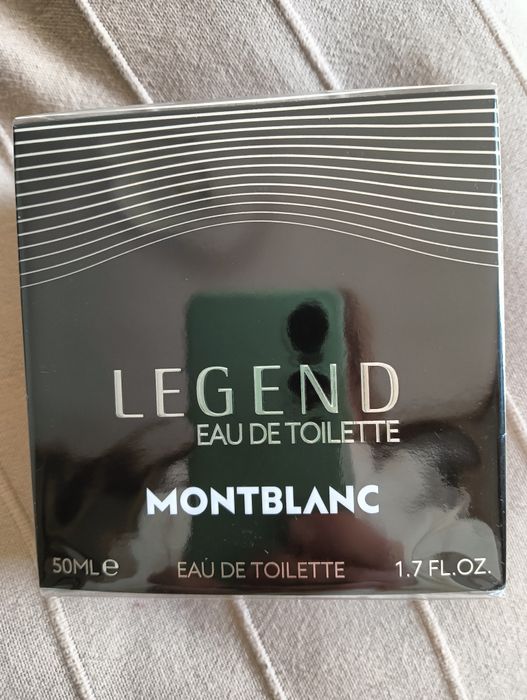 LEGEND
EAU DE TOILETTE
MONTBLANC
50ML℮ EAU DE TOILETTE 1.7 FL.OZ.